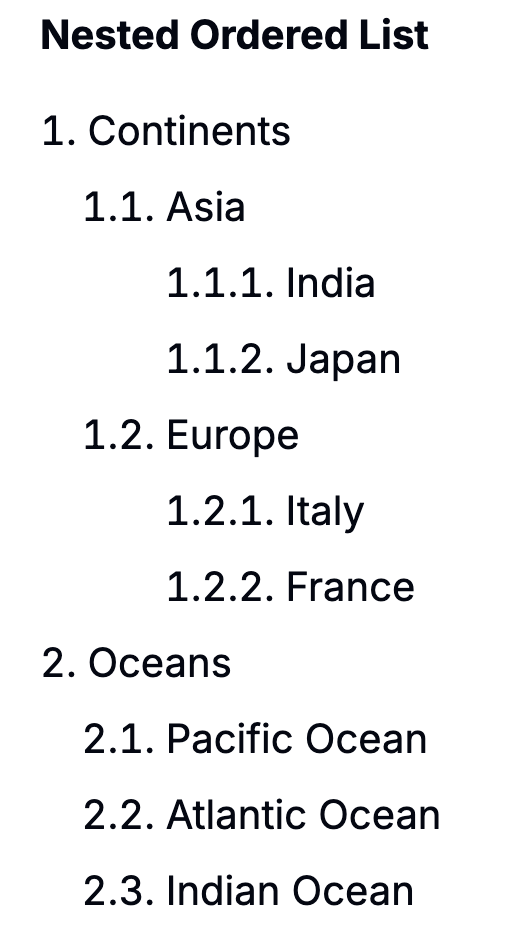 Nested Ordered List
1. Continents
1.1. Asia
1.1.1. India
1.1.2. Japan
1.2. Europe
1.2.1. Italy
1.2.2. France
2. Oceans
2.1. Pacific Ocean
2.2. Atlantic Ocean
2.3. Indian Ocean